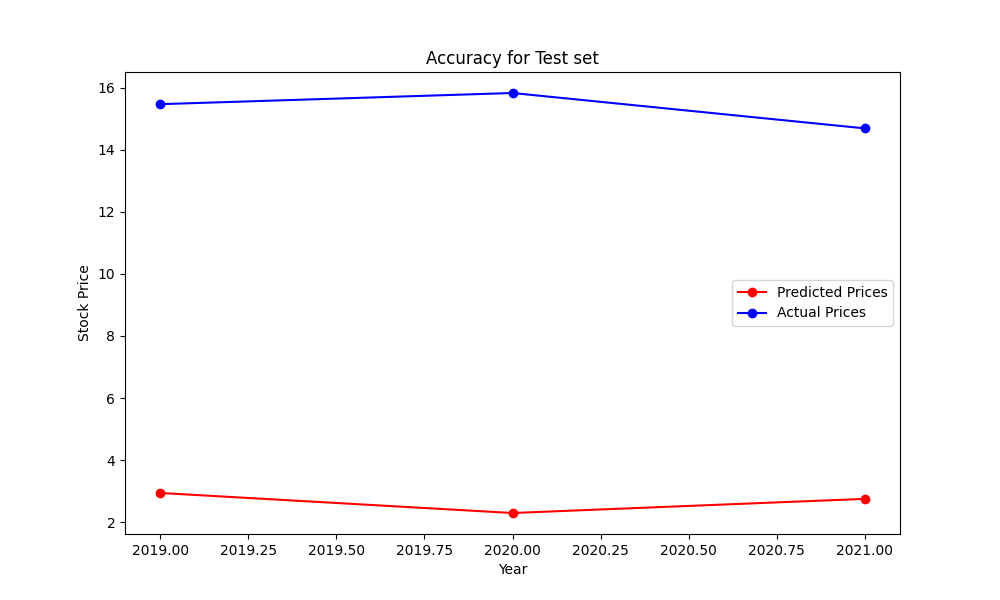 Accuracy for Test set
16
14
12
10
8
6
4
2
Stock Price
Predicted Prices
Actual Prices
2019.00 2019.25 2019.50 2019.75 2020.00 2020.25 2020.50 2020.75 2021.00
Year